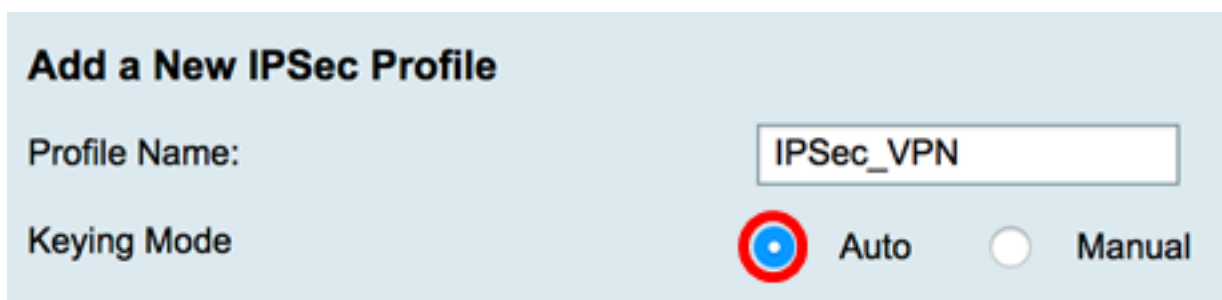 Add a New IPSec Profile
Profile Name: IPSec_VPN
Keying Mode Auto Manual